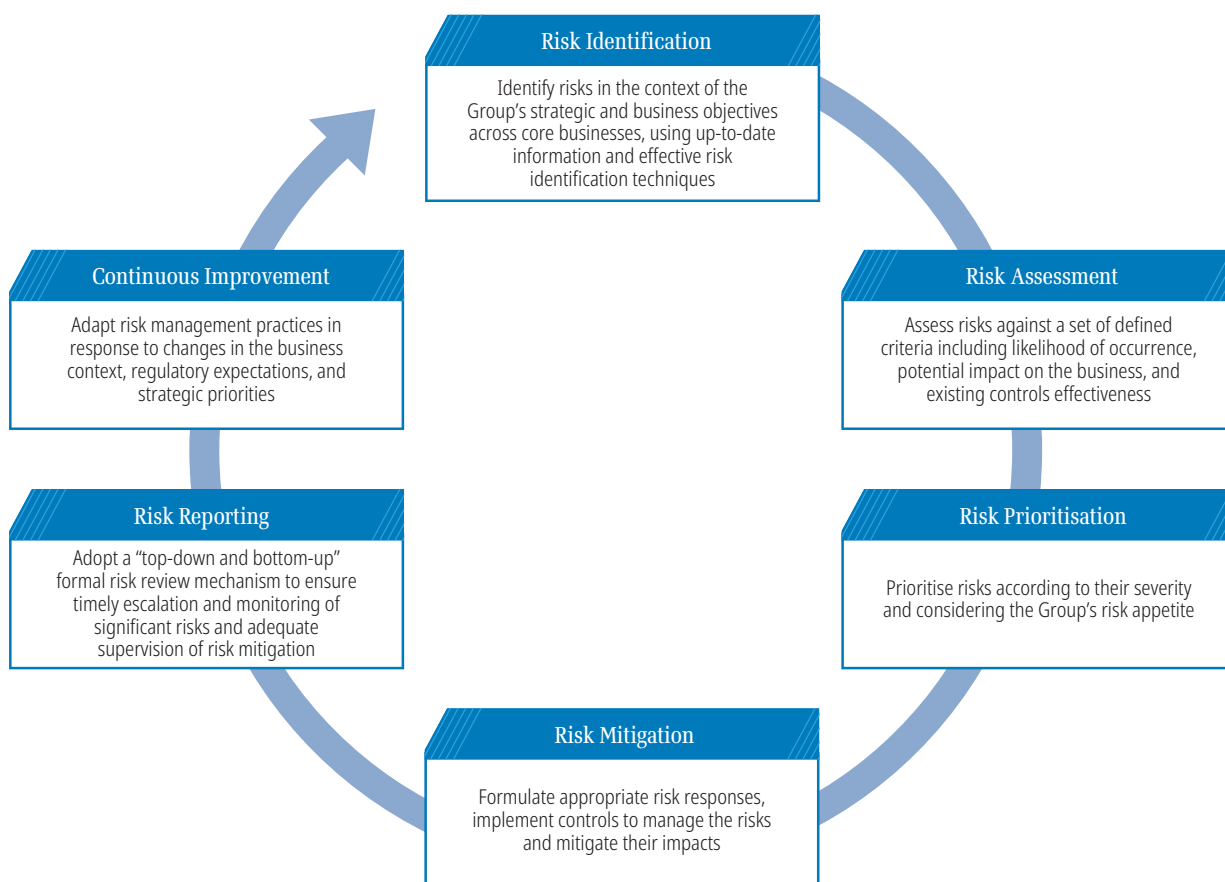 Risk Identification
Identify risks in the context of the
Group’s strategic and business objectives
across core businesses, using up-to-date
information and effective risk
identification techniques
Risk Assessment
Assess risks against a set of defined
criteria including likelihood of occurrence,
potential impact on the business, and
existing controls effectiveness
Risk Prioritisation
Prioritise risks according to their severity
and considering the Group’s risk appetite
Risk Mitigation
Formulate appropriate risk responses,
implement controls to manage the risks
and mitigate their impacts
Risk Reporting
Adopt a “top-down and bottom-up”
formal risk review mechanism to ensure
timely escalation and monitoring of
significant risks and adequate
supervision of risk mitigation
Continuous Improvement
Adapt risk management practices in
response to changes in the business
context, regulatory expectations, and
strategic priorities